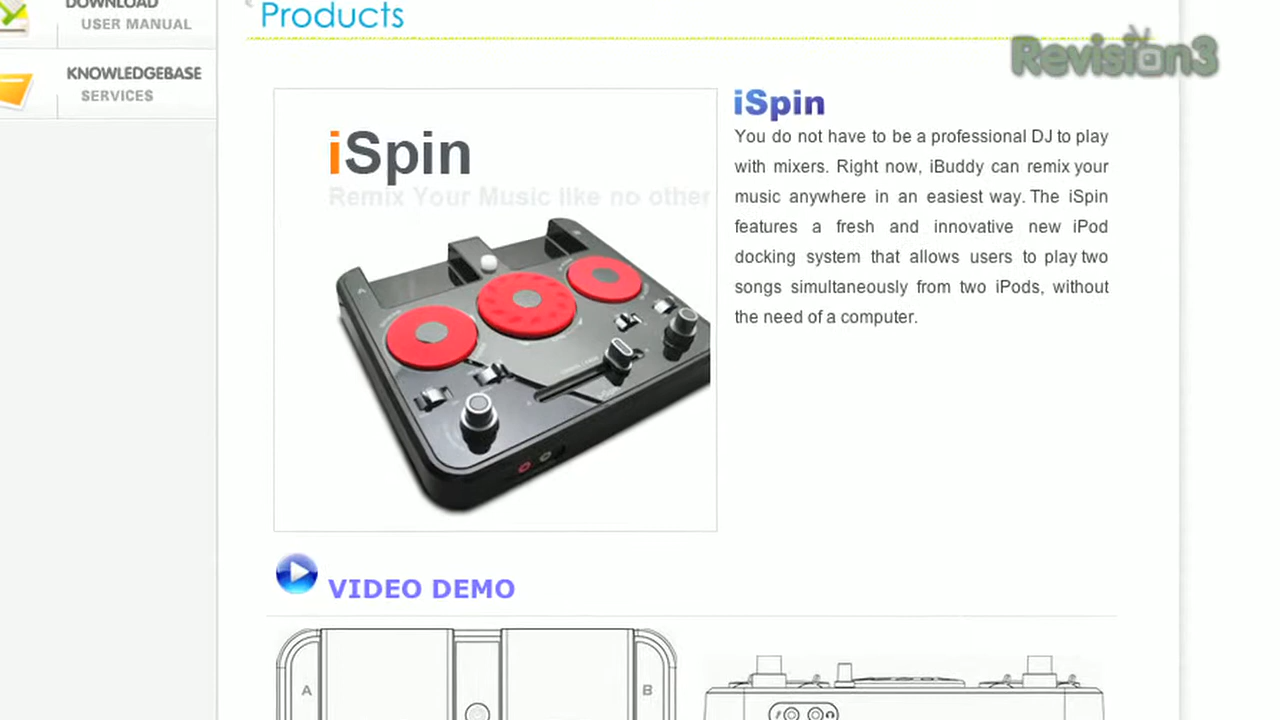 DOWNLOAD
USER MANUAL
KNOWLEDGEBASE
SERVICES
Products
Revision3
iSpin
Remix Your Music like no other
iSpin
You do not have to be a professional DJ to play
with mixers. Right now, iBuddy can remix your
music anywhere in an easiest way. The iSpin
features a fresh and innovative new iPod
docking system that allows users to play two
songs simultaneously from two iPods, without
the need of a computer.
VIDEO DEMO
A
B